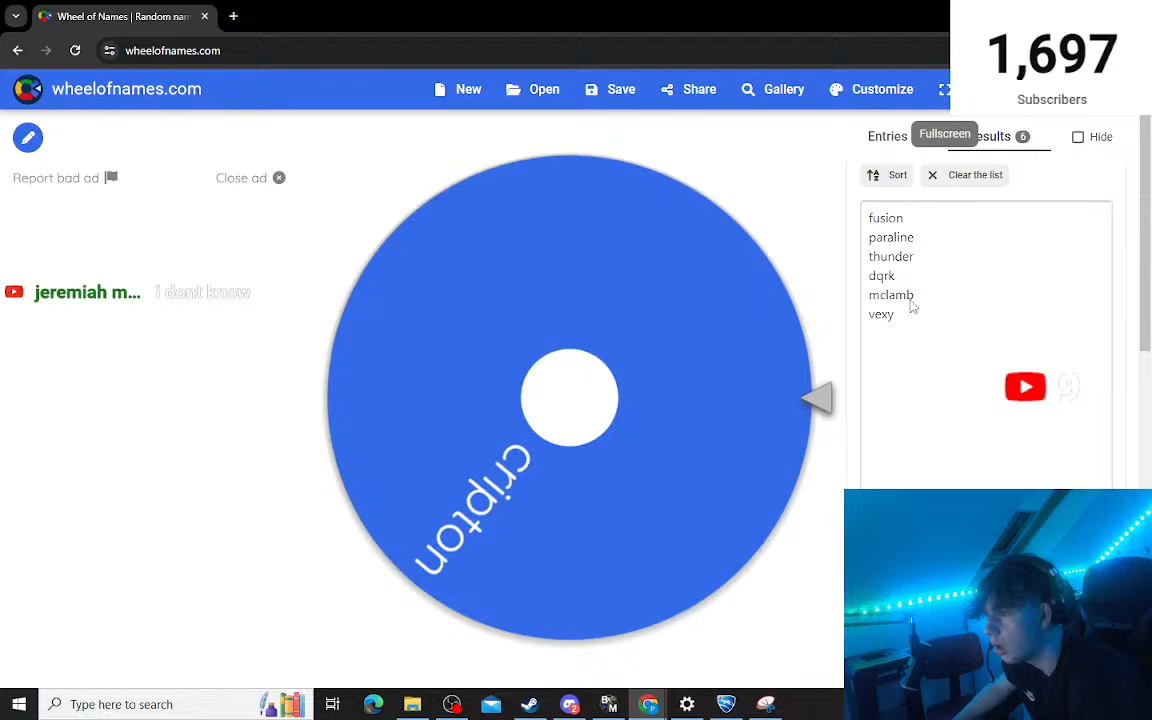 Wheel of Names | Random nam
wheelofnames.com
1,697
Subscribers
wheelofnames.com
New
Open
Save
Share
Gallery
Customize
Entries
Fullscreen
esults 6
Hide
Report bad ad
Close ad
Sort
Clear the list
fusion
paraline
thunder
dqrk
mclamb
vexy
jeremiah m... i dont know
9
cripton
Type here to search